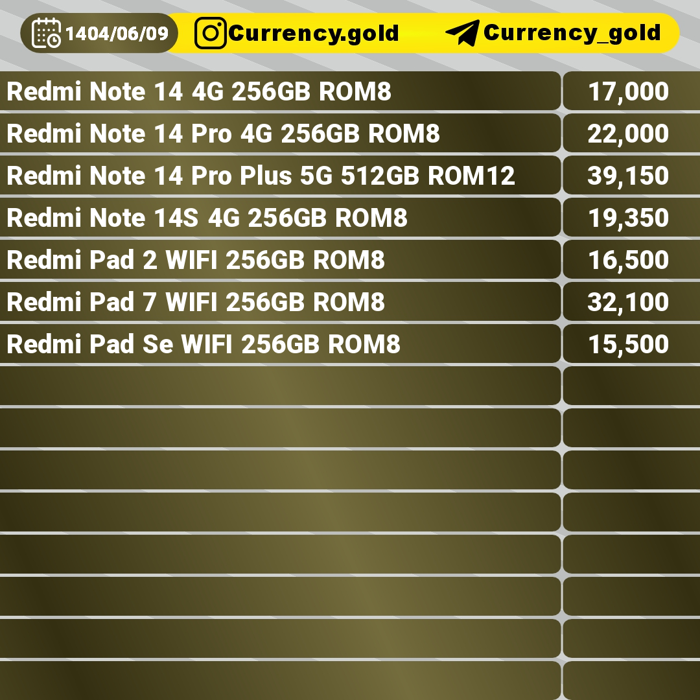 1404/06/09 Currency.gold Currency_gold
Redmi Note 14 4G 256GB ROM8 17,000
Redmi Note 14 Pro 4G 256GB ROM8 22,000
Redmi Note 14 Pro Plus 5G 512GB ROM12 39,150
Redmi Note 14S 4G 256GB ROM8 19,350
Redmi Pad 2 WIFI 256GB ROM8 16,500
Redmi Pad 7 WIFI 256GB ROM8 32,100
Redmi Pad Se WIFI 256GB ROM8 15,500